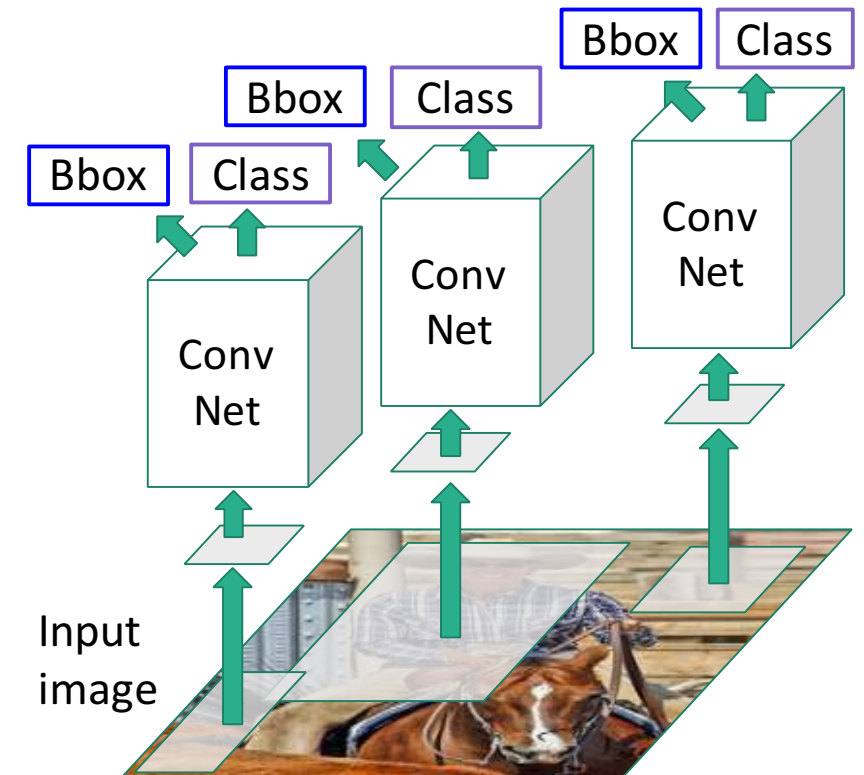 Bbox Class
Bbox Class
Bbox Class
Conv
Net
Conv
Net
Conv
Net
Input
image